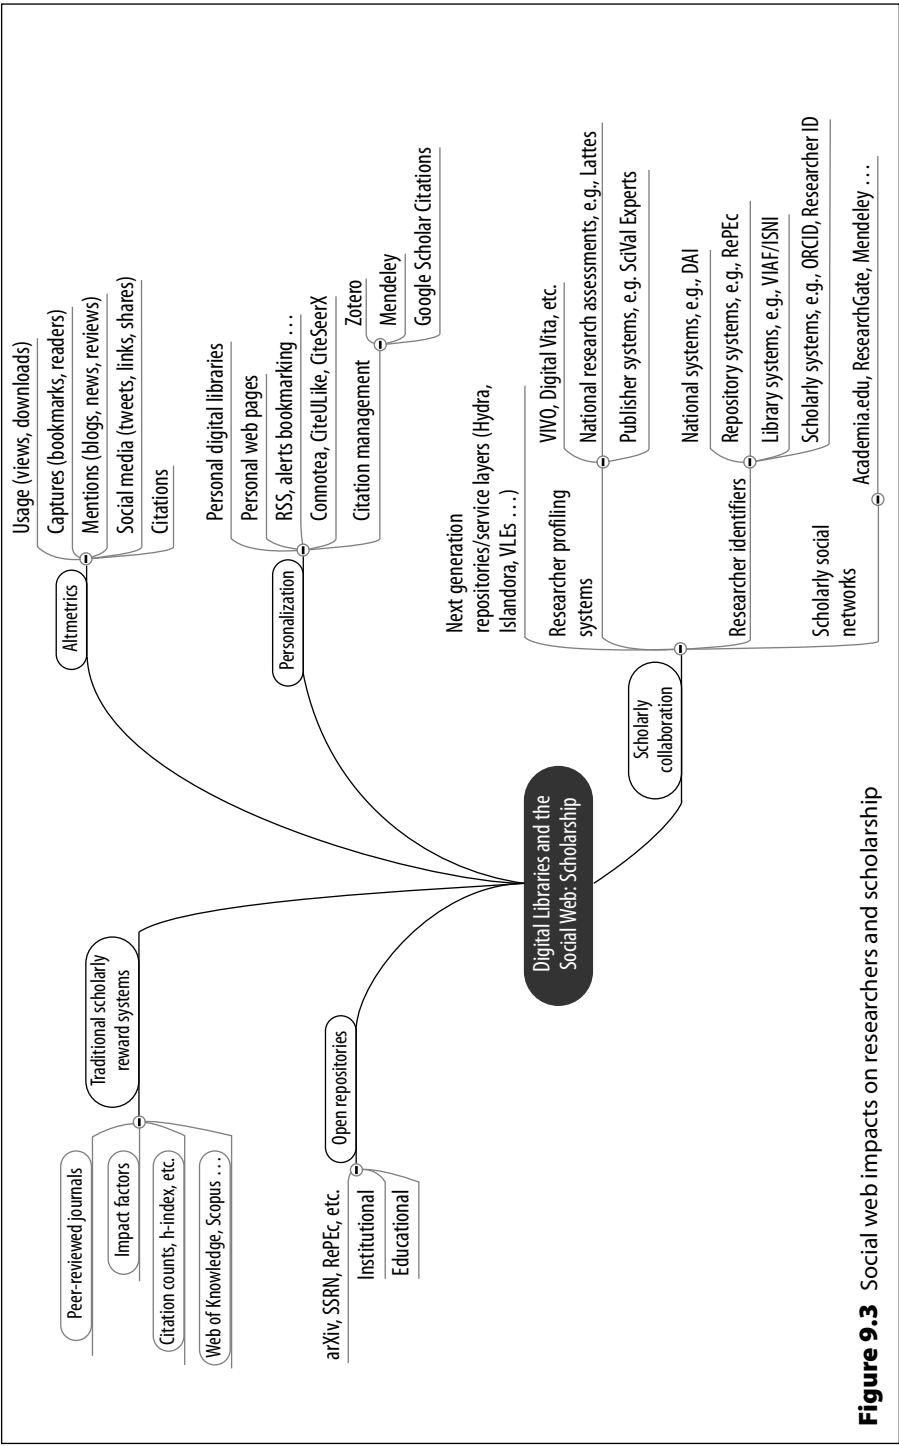 Digital Libraries and the
Social Web: Scholarship
Traditional scholarly
reward systems
Peer-reviewed journals
Impact factors
Citation counts, h-index, etc.
Web of Knowledge, Scopus …
Open repositories
arXiv, SSRN, RePEc, etc.
Institutional
Educational
Altmetrics
Usage (views, downloads)
Captures (bookmarks, readers)
Mentions (blogs, news, reviews)
Social media (tweets, links, shares)
Citations
Personalization
Personal digital libraries
Personal web pages
RSS, alerts bookmarking …
Connotea, CiteULike, CiteSeerX
Citation management
Zotero
Mendeley
Google Scholar Citations
Scholarly
collaboration
Next generation
repositories/service layers (Hydra,
Islandora, VLEs …)
Researcher profiling
systems
VIVO, Digital Vita, etc.
National research assessments, e.g., Lattes
Publisher systems, e.g. SciVal Experts
Researcher identifiers
National systems, e.g., DAI
Repository systems, e.g., RePEc
Library systems, e.g., VIAF/ISNI
Scholarly systems, e.g., ORCID, Researcher ID
Scholarly social
networks
Academia.edu, ResearchGate, Mendeley …
Figure 9.3 Social web impacts on researchers and scholarship